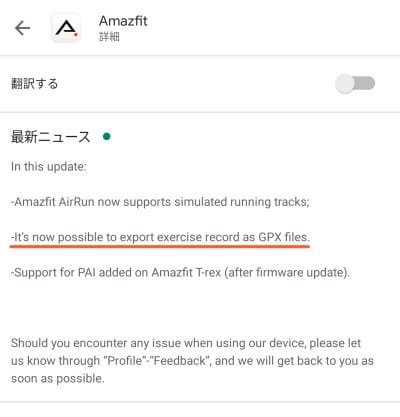 Amazfit
詳細
翻訳する
最新ニュース
In this update:
-Amazfit AirRun now supports simulated running tracks;
-It's now possible to export exercise record as GPX files.
-Support for PAI added on Amazfit T-rex (after firmware update).
Should you encounter any issue when using our device, please let
us know through “Profile”-“Feedback”, and we will get back to you as
soon as possible.